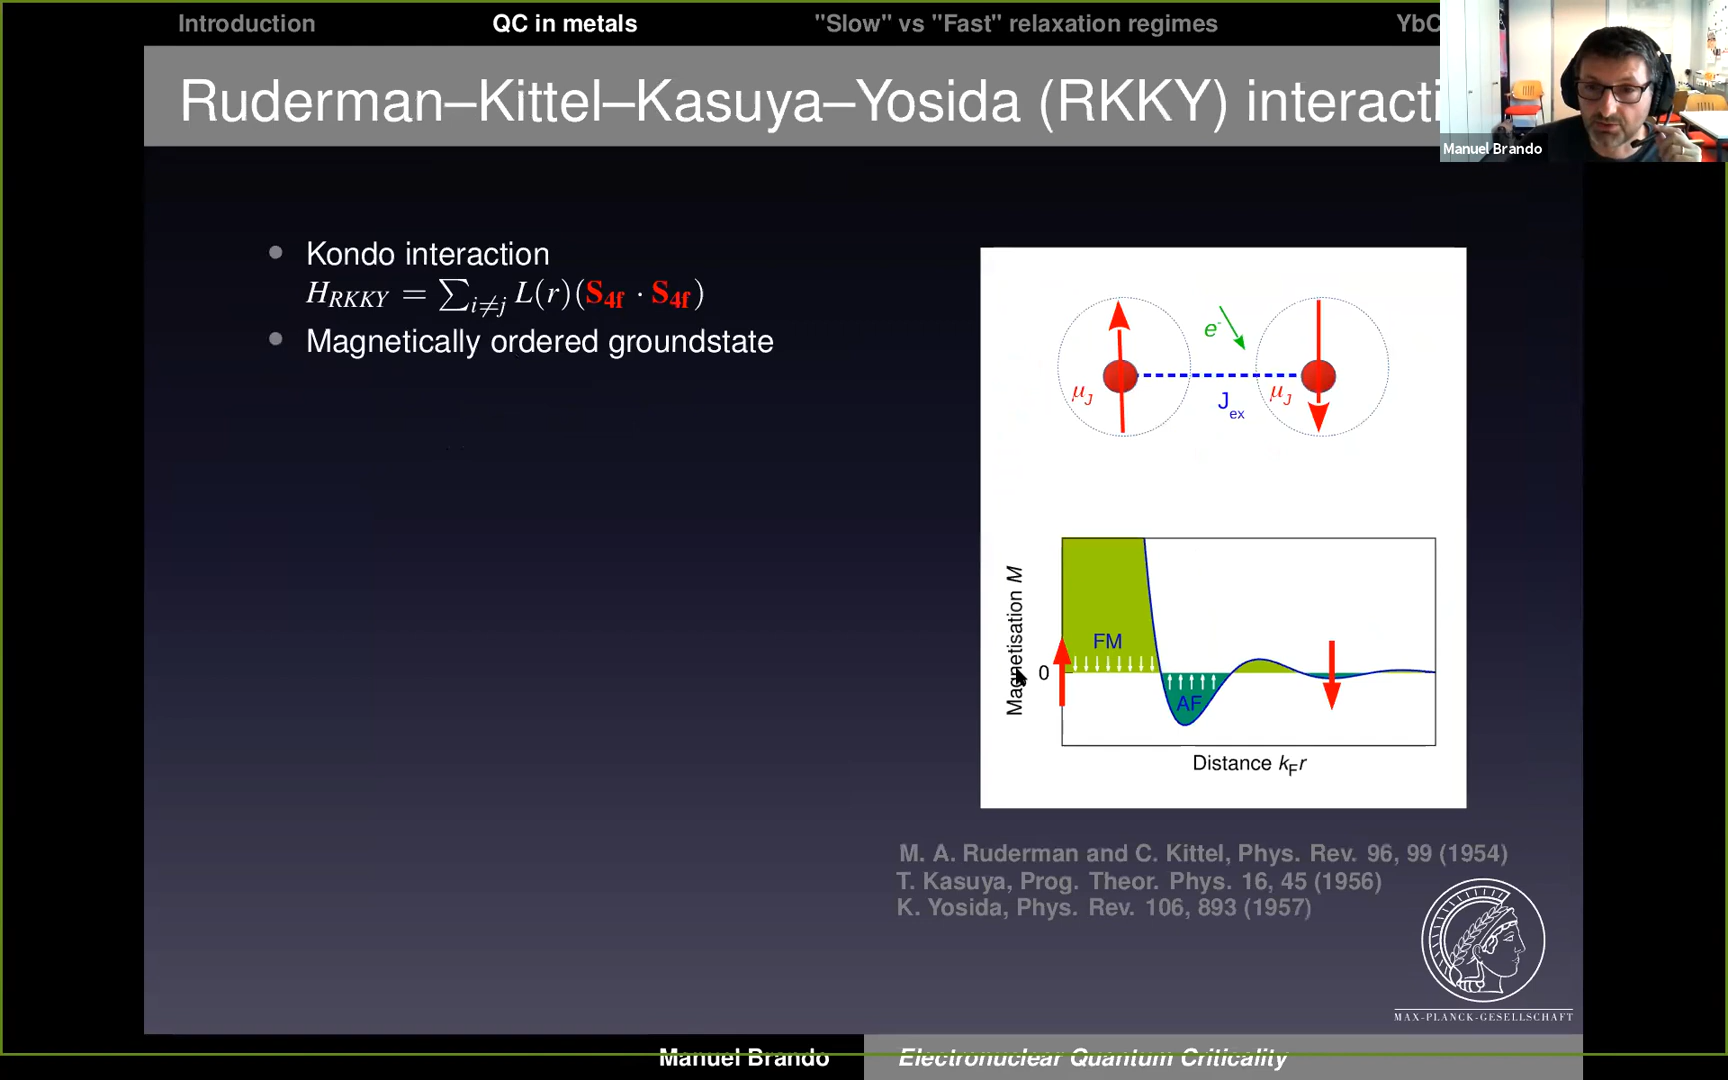 Introduction
QC in metals
"Slow" vs "Fast" relaxation regimes
YbC
Ruderman–Kittel–Kasuya–Yosida (RKKY) interacti
Manuel Brando
• Kondo interaction
H_RKKY = ∑_{i≠j} L(r)(S_4f · S_4f)
• Magnetically ordered groundstate
e⁻
μ_J
J_ex
μ_J
Magnetisation M
0
FM
AF
Distance k_F r
M. A. Ruderman and C. Kittel, Phys. Rev. 96, 99 (1954)
T. Kasuya, Prog. Theor. Phys. 16, 45 (1956)
K. Yosida, Phys. Rev. 106, 893 (1957)
MAX-PLANCK-GESELLSCHAFT
Manuel Brando
Electronuclear Quantum Criticality